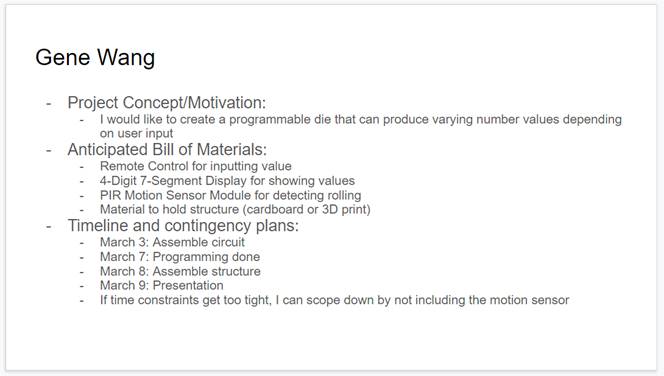 Gene Wang
- Project Concept/Motivation:
- I would like to create a programmable die that can produce varying number values depending
on user input
- Anticipated Bill of Materials:
- Remote Control for inputting value
- 4-Digit 7-Segment Display for showing values
- PIR Motion Sensor Module for detecting rolling
- Material to hold structure (cardboard or 3D print)
- Timeline and contingency plans:
- March 3: Assemble circuit
- March 7: Programming done
- March 8: Assemble structure
- March 9: Presentation
- If time constraints get too tight, I can scope down by not including the motion sensor